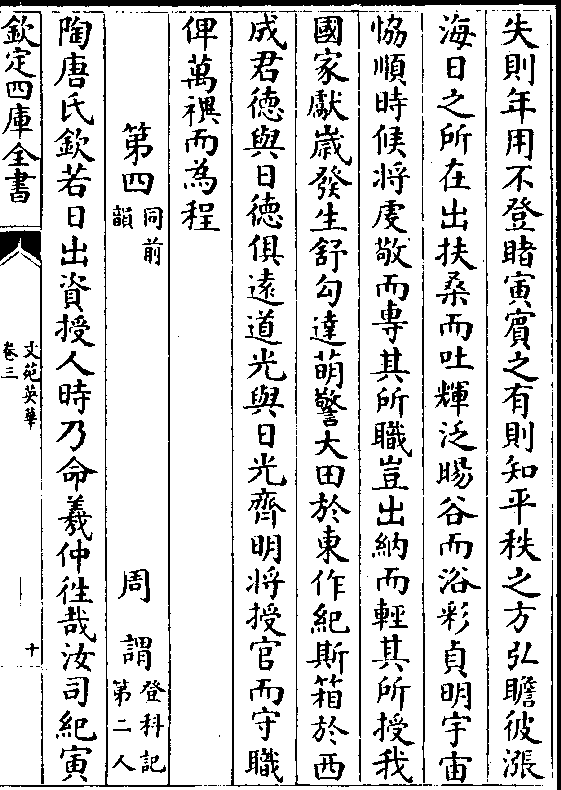 失則年用不登睹寅賓之有則知平秩之方弘瞻彼漲
海日之所在出扶桑而吐輝泛暘谷而浴彩貞明宇宙
恊順時候將䖍敬而專其所職豈出納而輕其所授我
國家獻歲發生舒勾達萌警大田於東作紀斯箱於西
成君德與日德俱遠道光與日光齊明將授官而守職
俾萬禩而為程
第四 同前韻 周謂 登科記第二人
陶唐氏欽若日出資授人時乃命羲仲徃哉汝司紀寅
欽定四庫全書
文苑英華
卷三
十